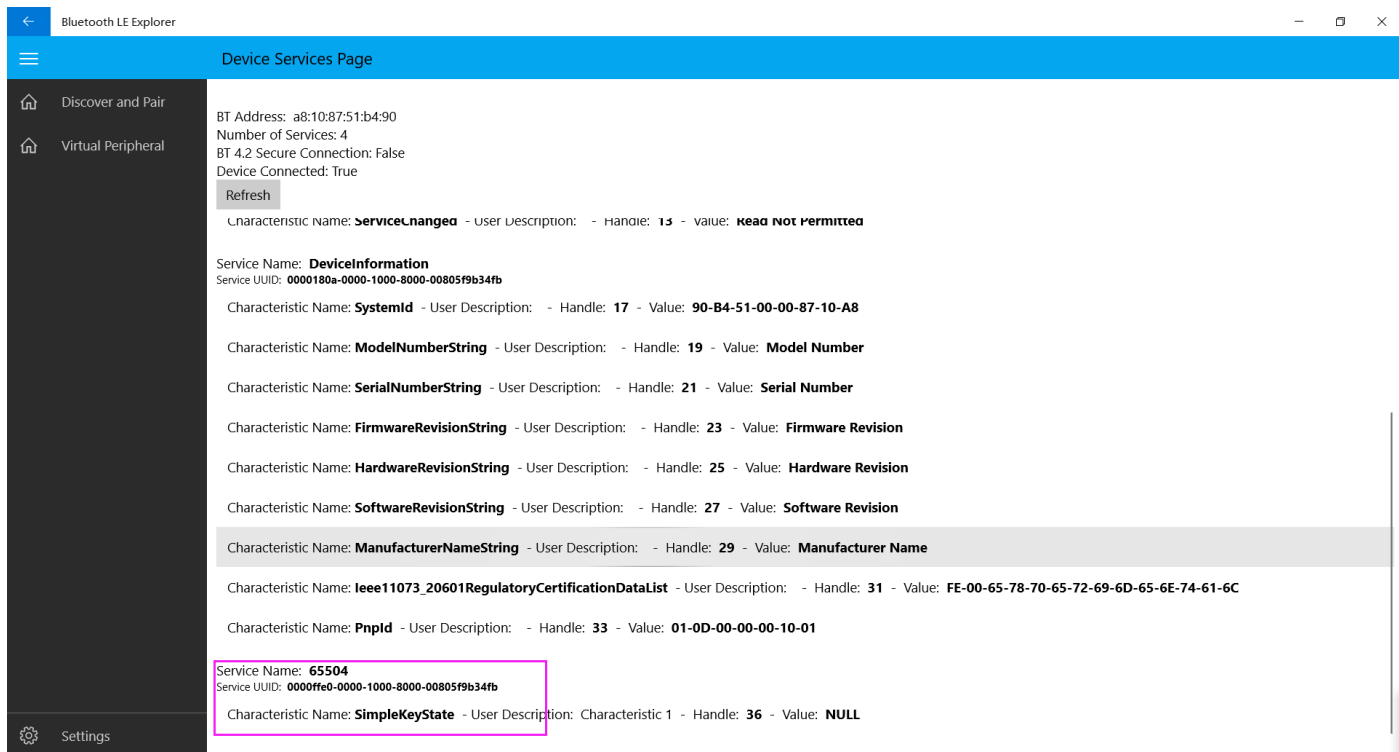 Bluetooth LE Explorer
Device Services Page
Discover and Pair
Virtual Peripheral
BT Address: a8:10:87:51:b4:90
Number of Services: 4
BT 4.2 Secure Connection: False
Device Connected: True
Refresh
Characteristic Name: ServiceChanged - User Description: - Handle: 13 - Value: Read Not Permitted
Service Name: DeviceInformation
Service UUID: 0000180a-0000-1000-8000-00805f9b34fb
Characteristic Name: SystemId - User Description: - Handle: 17 - Value: 90-B4-51-00-00-87-10-A8
Characteristic Name: ModelNumberString - User Description: - Handle: 19 - Value: Model Number
Characteristic Name: SerialNumberString - User Description: - Handle: 21 - Value: Serial Number
Characteristic Name: FirmwareRevisionString - User Description: - Handle: 23 - Value: Firmware Revision
Characteristic Name: HardwareRevisionString - User Description: - Handle: 25 - Value: Hardware Revision
Characteristic Name: SoftwareRevisionString - User Description: - Handle: 27 - Value: Software Revision
Characteristic Name: ManufacturerNameString - User Description: - Handle: 29 - Value: Manufacturer Name
Characteristic Name: Ieee11073_20601RegulatoryCertificationDataList - User Description: - Handle: 31 - Value: FE-00-65-78-70-65-72-69-6D-65-6E-74-61-6C
Characteristic Name: PnpId - User Description: - Handle: 33 - Value: 01-0D-00-00-00-10-01
Service Name: 65504
Service UUID: 0000ffe0-0000-1000-8000-00805f9b34fb
Characteristic Name: SimpleKeyState - User Description: Characteristic 1 - Handle: 36 - Value: NULL
Settings